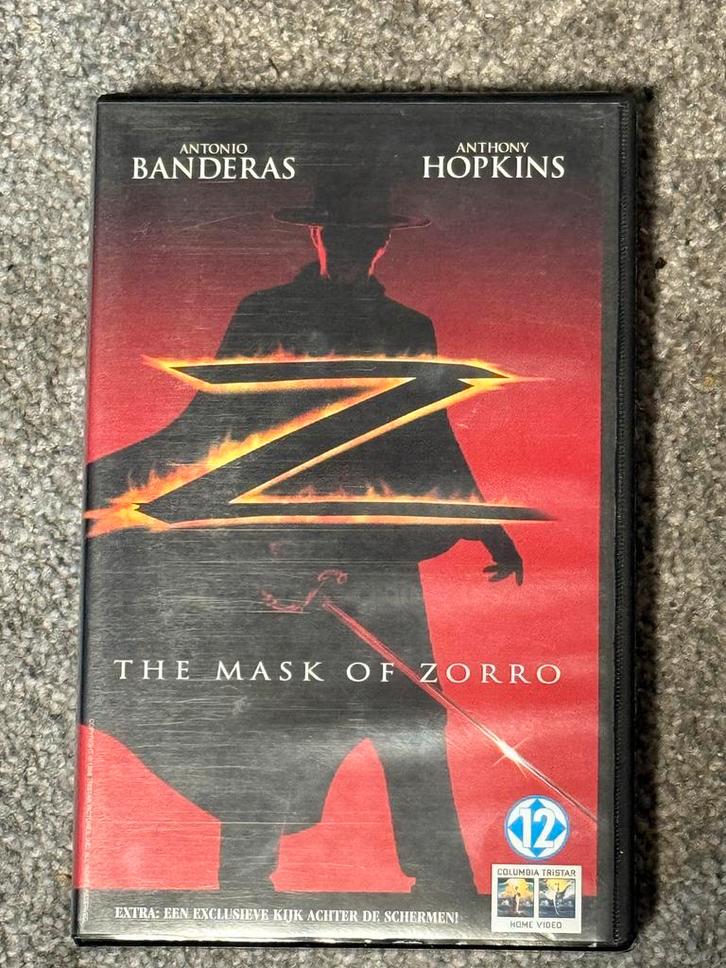 ANTONIO
BANDERAS
ANTHONY
HOPKINS
Z
THE MASK OF ZORRO
12
COLUMBIA TRISTAR
HOME VIDEO
EXTRA: EEN EXCLUSIEVE KIJK ACHTER DE SCHERMEN!